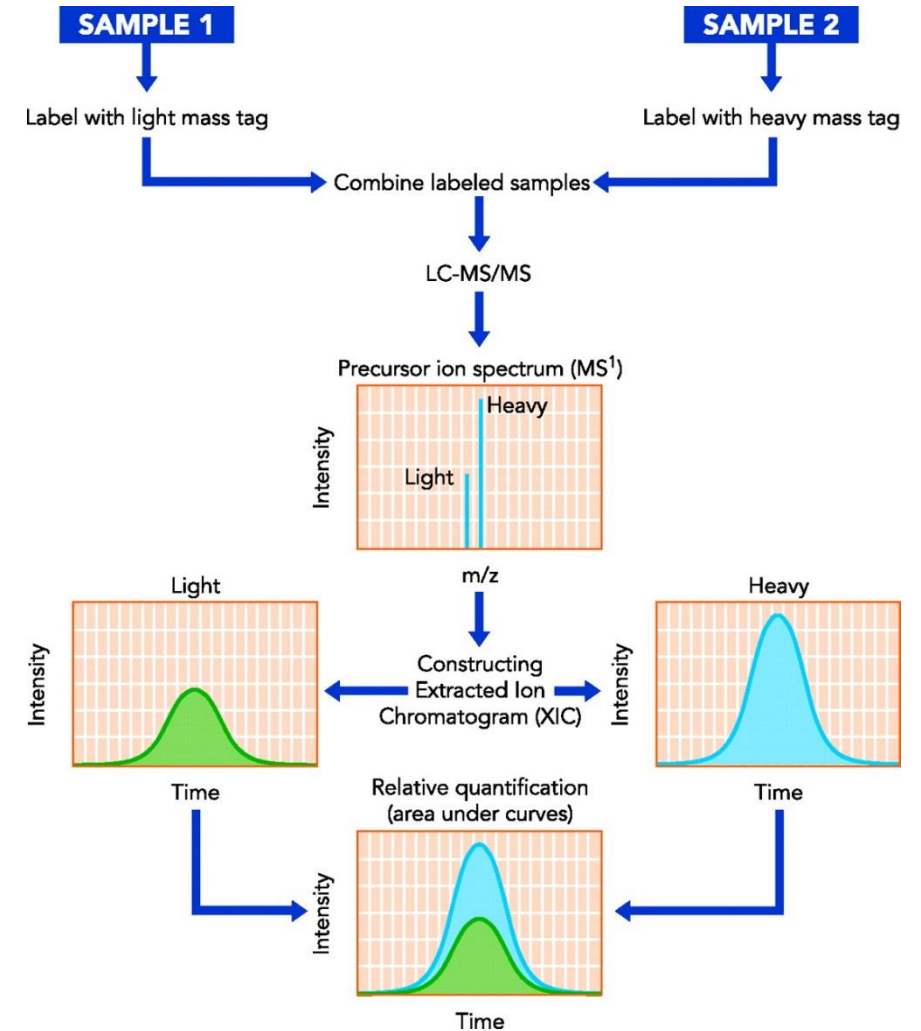 SAMPLE 1
SAMPLE 2
Label with light mass tag
Label with heavy mass tag
Combine labeled samples
LC-MS/MS
Precursor ion spectrum (MS¹)
Intensity
Heavy
Light
m/z
Light
Intensity
Time
Constructing
Extracted Ion
Chromatogram (XIC)
Heavy
Intensity
Time
Relative quantification
(area under curves)
Intensity
Time